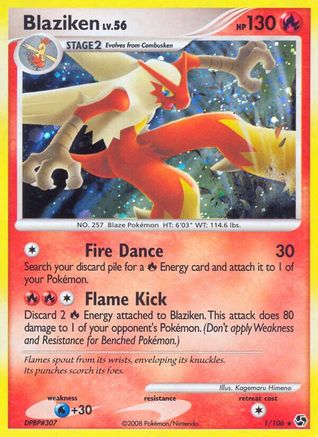 Blaziken LV.56
HP 130
STAGE 2 Evolves from Combusken
NO. 257 Blaze Pokémon HT: 6'03" WT: 114.6 lbs.
Fire Dance 30
Search your discard pile for a Energy card and attach it to 1 of
your Pokémon.
Flame Kick
Discard 2 Energy attached to Blaziken. This attack does 80
damage to 1 of your opponent's Pokémon. (Don't apply Weakness
and Resistance for Benched Pokémon.)
Flames spout from its wrists, enveloping its knuckles.
Its punches scorch its foes.
Illus. Kagemaru Himeno
weakness resistance retreat cost
+30
DPBP#307 ©2008 Pokémon/Nintendo 1/106 ★